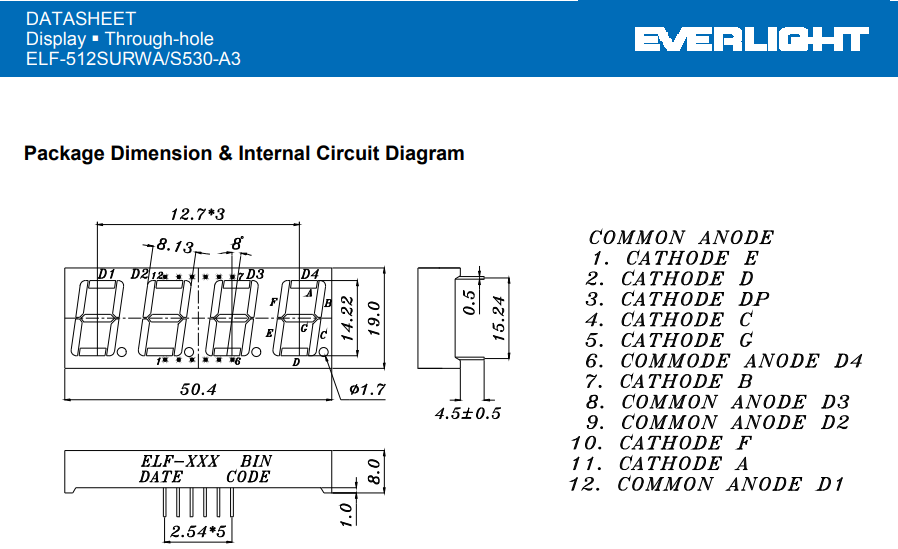 DATASHEET
Display ▪ Through-hole
ELF-512SURWA/S530-A3
EVERLIGHT
Package Dimension & Internal Circuit Diagram
12.7*3
8.13
8°
D1
D2
12
7
D3
D4
A
F
B
G
E
C
D
1
6
14.22
19.0
50.4
Ø1.7
0.5
15.24
4.5±0.5
ELF-XXX BIN
DATE CODE
8.0
1.0
2.54*5
COMMON ANODE
1. CATHODE E
2. CATHODE D
3. CATHODE DP
4. CATHODE C
5. CATHODE G
6. COMMODE ANODE D4
7. CATHODE B
8. COMMON ANODE D3
9. COMMON ANODE D2
10. CATHODE F
11. CATHODE A
12. COMMON ANODE D1